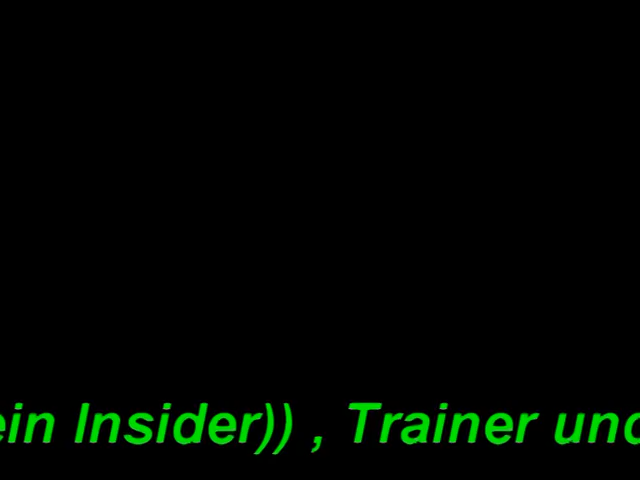 ein Insider)) , Trainer und